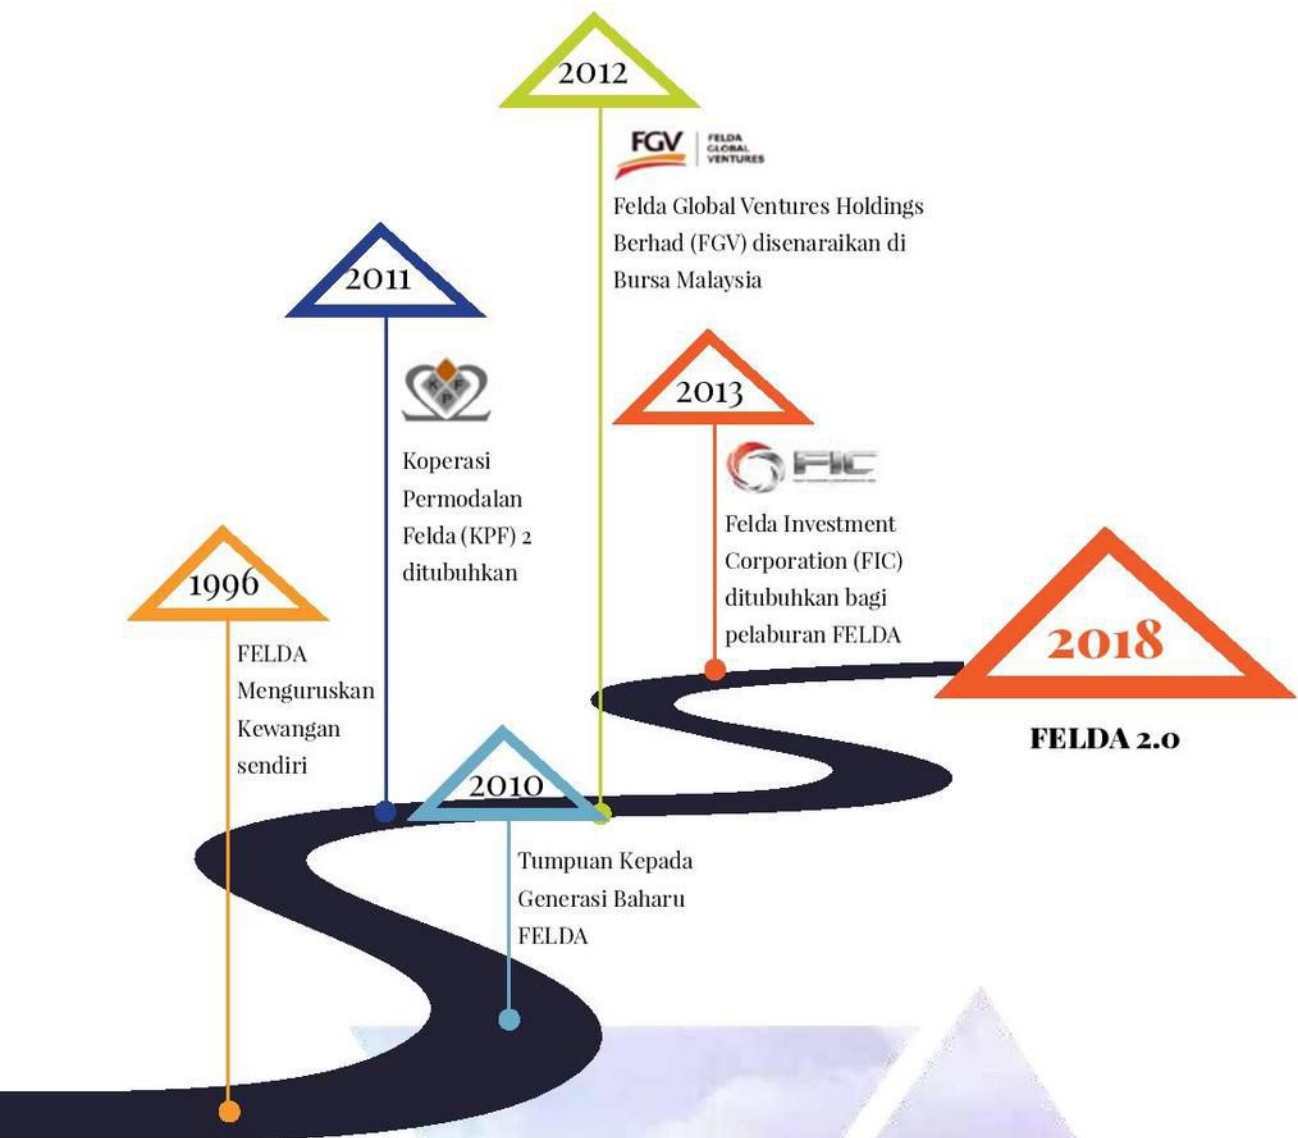 2012
FGV
FELDA
GLOBAL
VENTURES
Felda Global Ventures Holdings
Berhad (FGV) disenaraikan di
Bursa Malaysia
2011
K F
P
Koperasi
Permodalan
Felda (KPF) 2
ditubuhkan
2013
FIC
Felda Investment
Corporation (FIC)
ditubuhkan bagi
pelaburan FELDA
1996
FELDA
Menguruskan
Kewangan
sendiri
2018
FELDA 2.0
2010
Tumpuan Kepada
Generasi Baharu
FELDA